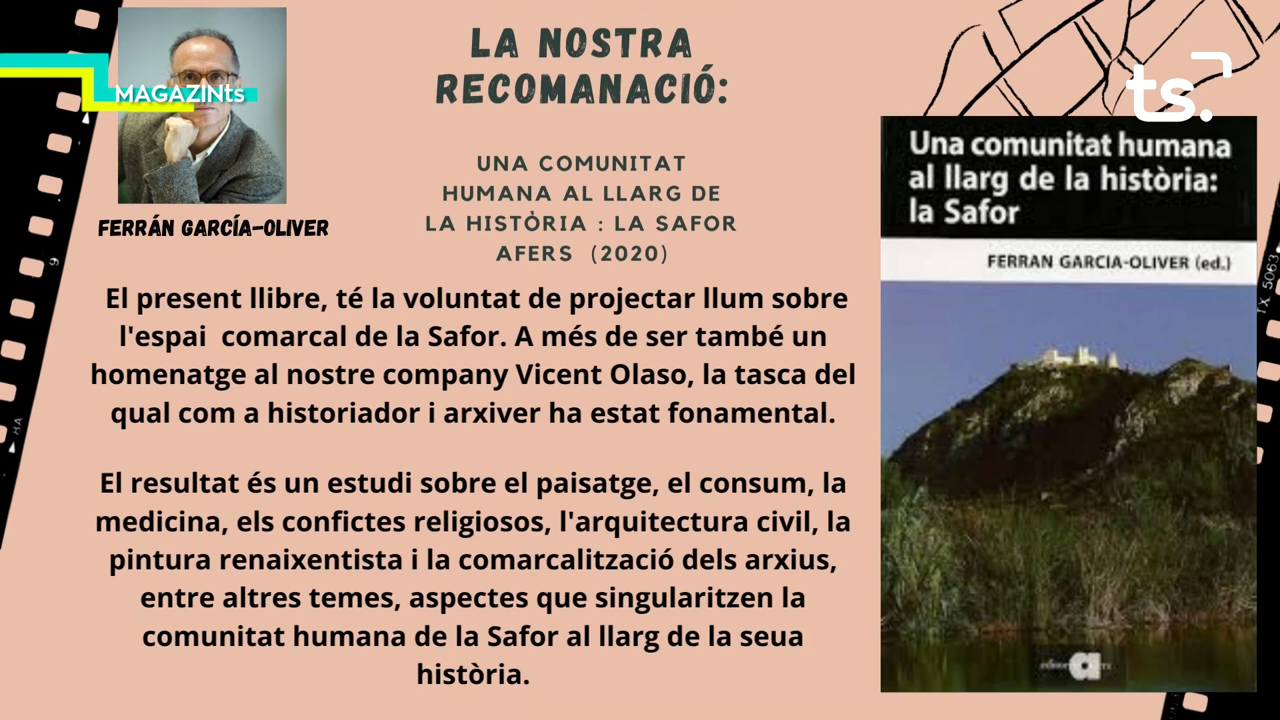 MAGAZINts
FERRÁN GARCÍA-OLIVER
LA NOSTRA
RECOMANACIÓ:
UNA COMUNITAT
HUMANA AL LLARG DE
LA HISTÒRIA : LA SAFOR
AFERS (2020)
El present llibre, té la voluntat de projectar llum sobre
l'espai comarcal de la Safor. A més de ser també un
homenatge al nostre company Vicent Olaso, la tasca del
qual com a historiador i arxiver ha estat fonamental.
El resultat és un estudi sobre el paisatge, el consum, la
medicina, els confictes religiosos, l'arquitectura civil, la
pintura renaixentista i la comarcalització dels arxius,
entre altres temes, aspectes que singularitzen la
comunitat humana de la Safor al llarg de la seua
història.
ts.
Una comunitat humana
al llarg de la història:
la Safor
FERRAN GARCIA-OLIVER (ed.)
9
HA
TX 5063